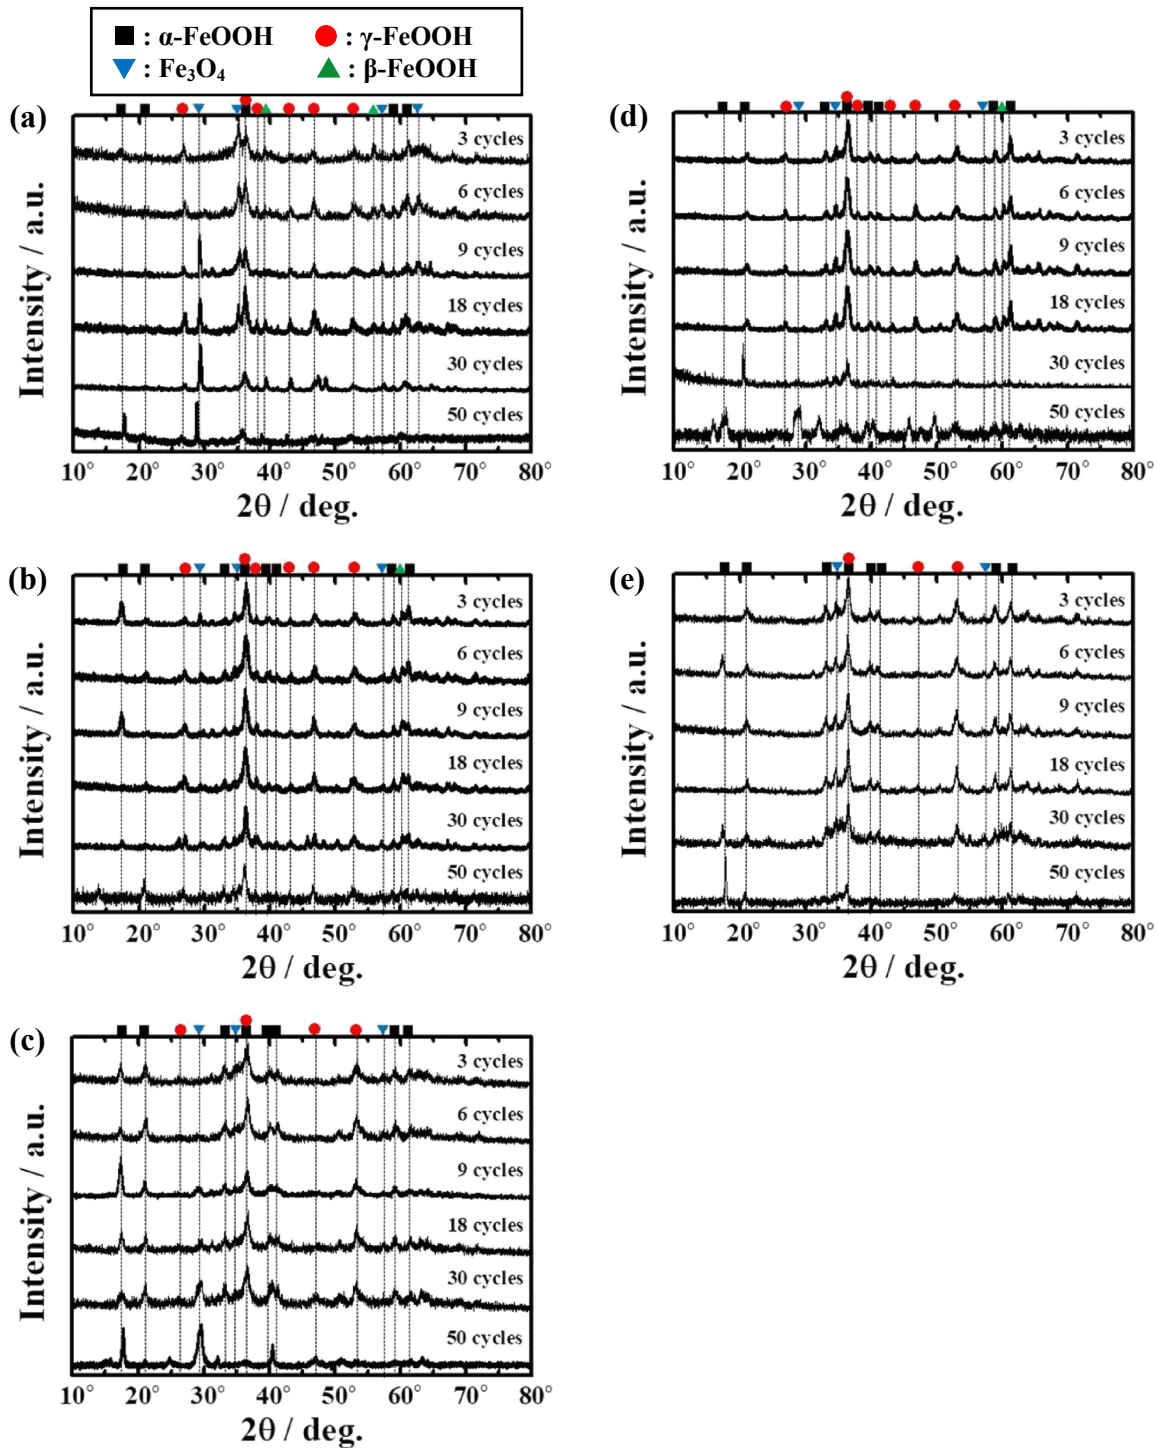 : α-FeOOH : γ-FeOOH
: Fe₃O₄ : β-FeOOH
(a)
3 cycles
6 cycles
9 cycles
18 cycles
30 cycles
50 cycles
Intensity / a.u.
10° 20° 30° 40° 50° 60° 70° 80°
2θ / deg.
(b)
3 cycles
6 cycles
9 cycles
18 cycles
30 cycles
50 cycles
Intensity / a.u.
10° 20° 30° 40° 50° 60° 70° 80°
2θ / deg.
(c)
3 cycles
6 cycles
9 cycles
18 cycles
30 cycles
50 cycles
Intensity / a.u.
10° 20° 30° 40° 50° 60° 70° 80°
2θ / deg.
(d)
3 cycles
6 cycles
9 cycles
18 cycles
30 cycles
50 cycles
Intensity / a.u.
10° 20° 30° 40° 50° 60° 70° 80°
2θ / deg.
(e)
3 cycles
6 cycles
9 cycles
18 cycles
30 cycles
50 cycles
Intensity / a.u.
10° 20° 30° 40° 50° 60° 70° 80°
2θ / deg.